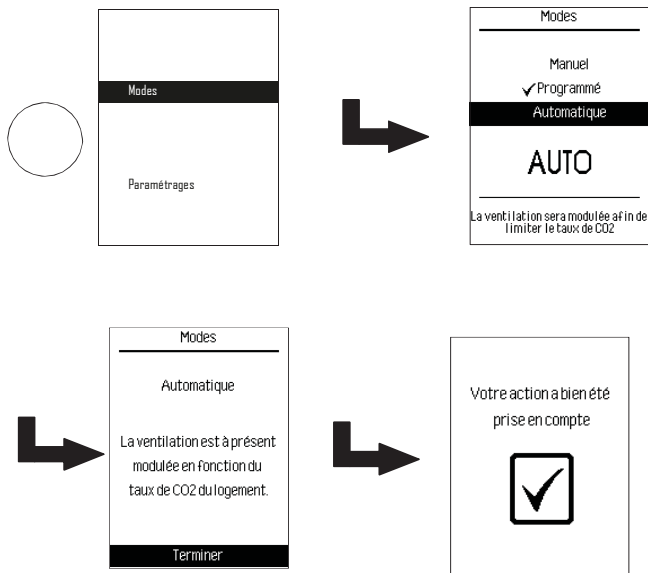 Modes
Paramétrages
Modes
Manuel
Programmé
Automatique
AUTO
La ventilation sera modulée afin de
limiter le taux de CO2
Modes
Automatique
La ventilation est à présent
modulée en fonction du
taux de CO2 du logement.
Terminer
Votre action a bien été
prise en compte